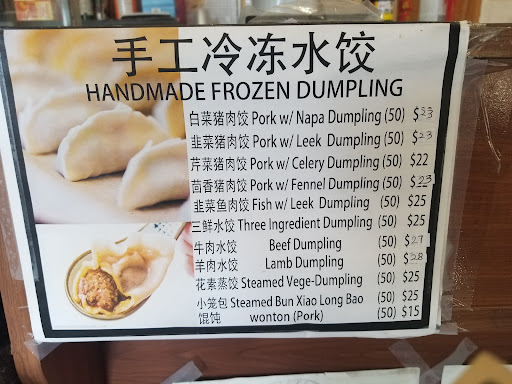 手工冷冻水饺
HANDMADE FROZEN DUMPLING
白菜猪肉饺 Pork w/ Napa Dumpling (50) $23
韭菜猪肉饺 Pork w/ Leek Dumpling (50) $23
芹菜猪肉饺 Pork w/ Celery Dumpling (50) $22
茴香猪肉饺 Pork w/ Fennel Dumpling (50) $23
韭菜鱼肉饺 Fish w/ Leek Dumpling (50) $25
三鲜水饺 Three Ingredient Dumpling (50) $25
牛肉水饺 Beef Dumpling (50) $27
羊肉水饺 Lamb Dumpling (50) $28
花素蒸饺 Steamed Vege-Dumpling (50) $25
小笼包 Steamed Bun Xiao Long Bao (50) $25
馄饨 wonton (Pork) (50) $15